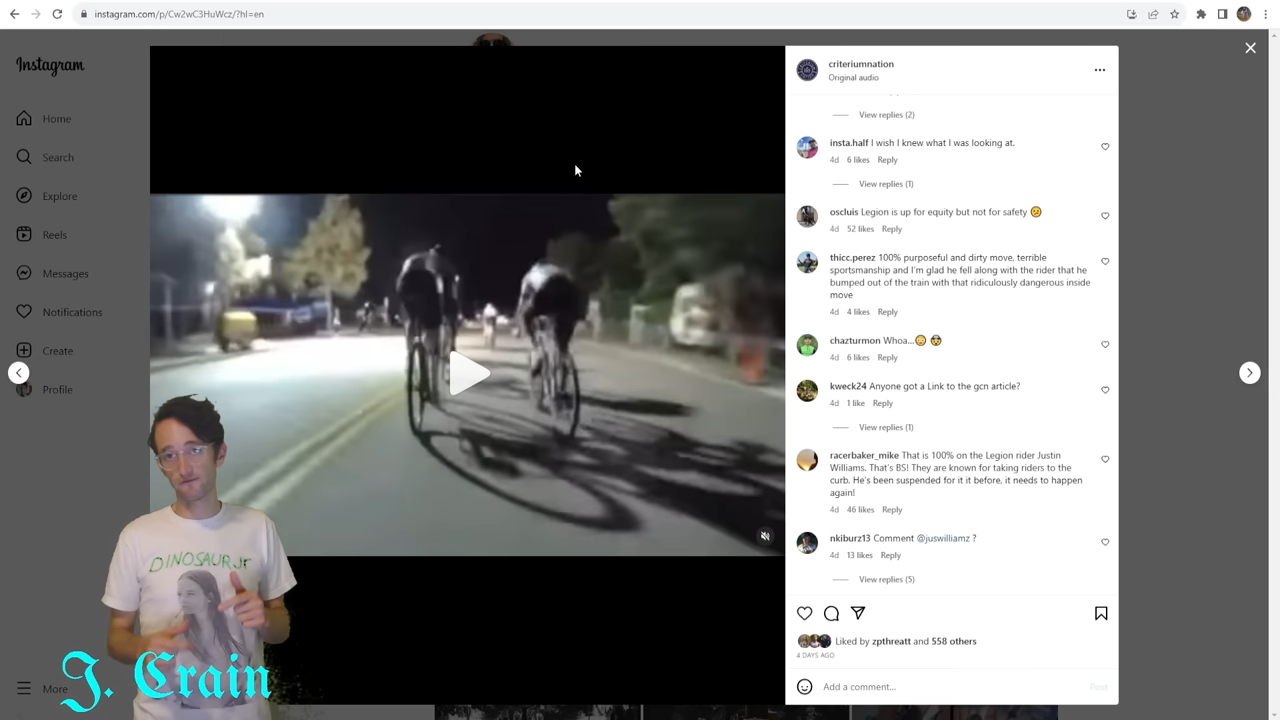 instagram.com/p/Cw2wC3HuWcz/?hl=en
Instagram
Home
Search
Explore
Reels
Messages
Notifications
Create
Profile
More
DINOSAUR JR
J. Crain
criteriumnation
Original audio
View replies (2)
insta.half I wish I knew what I was looking at.
4d 6 likes Reply
View replies (1)
oscluis Legion is up for equity but not for safety 🫤
4d 52 likes Reply
thicc.perez 100% purposeful and dirty move, terrible
sportsmanship and I'm glad he fell along with the rider that he
bumped out of the train with that ridiculously dangerous inside
move
4d 4 likes Reply
chazturmon Whoa...😳 🤯
4d 6 likes Reply
kweck24 Anyone got a Link to the gcn article?
4d 1 like Reply
View replies (1)
racerbaker_mike That is 100% on the Legion rider Justin
Williams. That's BS! They are known for taking riders to the
curb. He's been suspended for it it before, it needs to happen
again!
4d 46 likes Reply
nkiburz13 Comment @juswilliamz ?
4d 13 likes Reply
View replies (5)
Liked by zpthreatt and 558 others
4 DAYS AGO
Add a comment...
Post